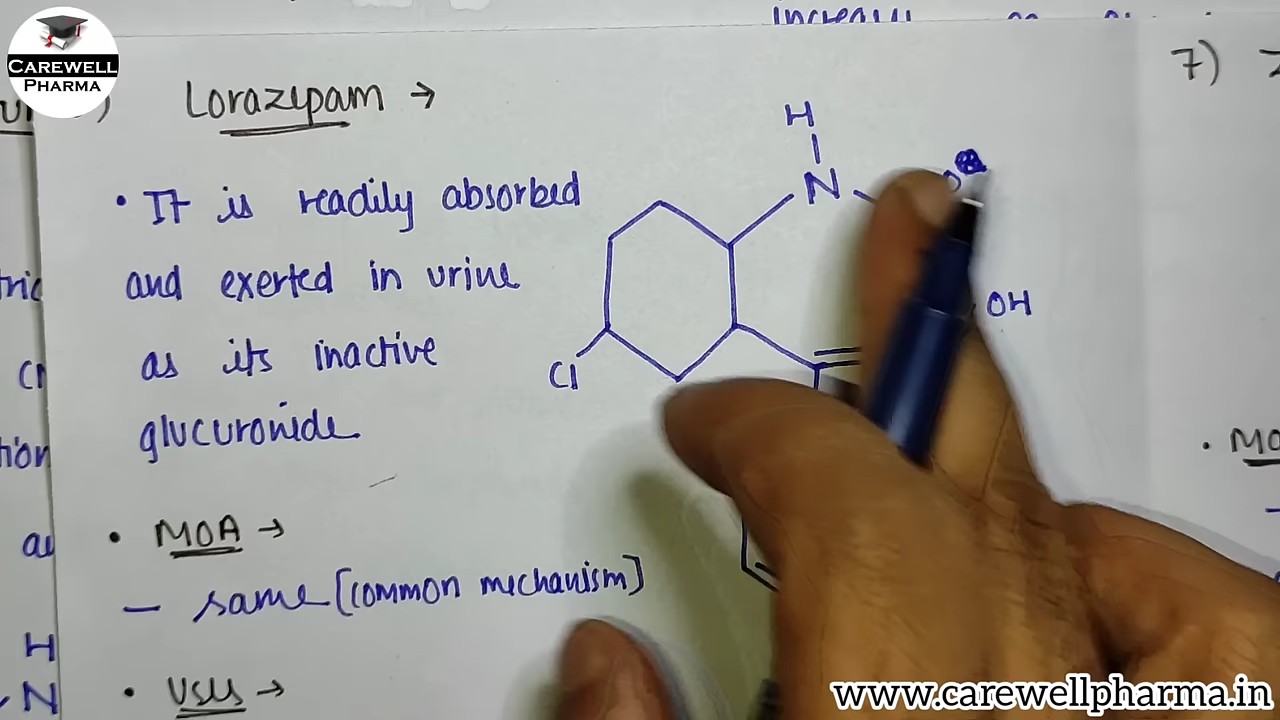 CAREWELL
PHARMA
Lorazepam →
7)
• It is readily absorbed
and exerted in urine
as its inactive
glucuronide
• MOA →
- same [common mechanism]
• Uses →
H
N
OH
Cl
H
N
www.carewellpharma.in